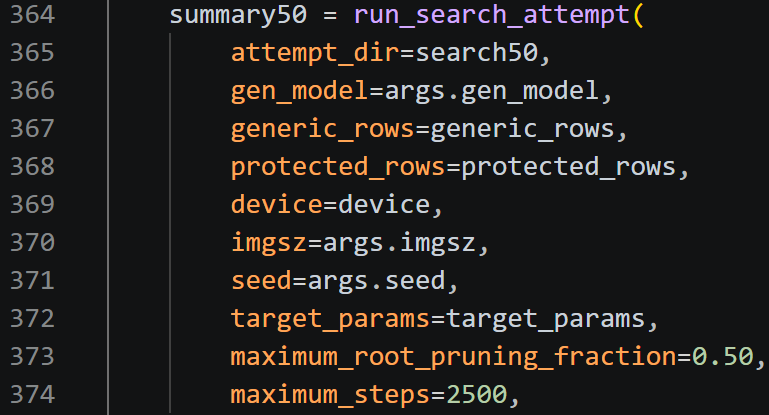 364 summary50 = run_search_attempt(
365 attempt_dir=search50,
366 gen_model=args.gen_model,
367 generic_rows=generic_rows,
368 protected_rows=protected_rows,
369 device=device,
370 imgsz=args.imgsz,
371 seed=args.seed,
372 target_params=target_params,
373 maximum_root_pruning_fraction=0.50,
374 maximum_steps=2500,